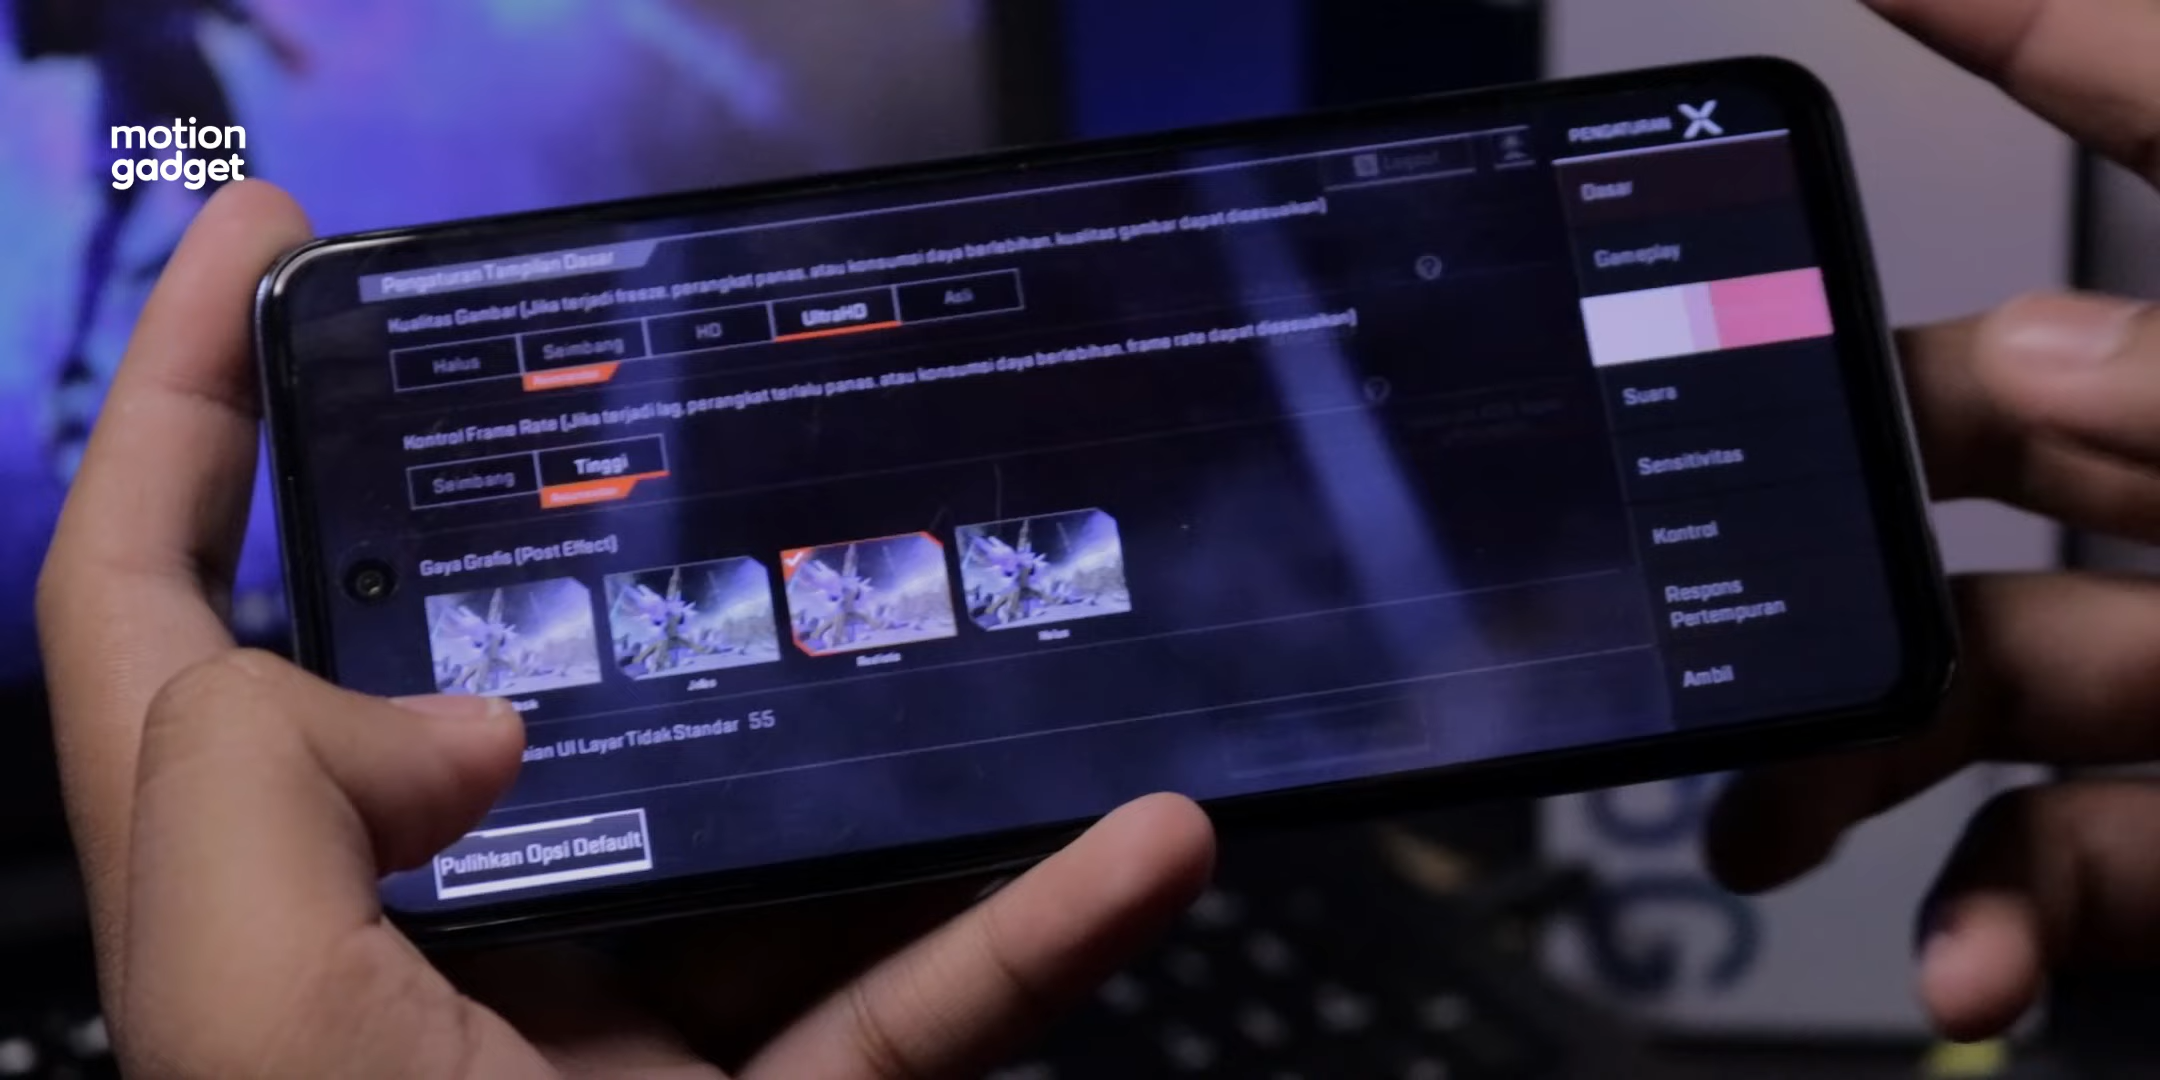 motion
gadget
PENGATURAN
Logout
Dasar
Pengaturan Tampilan Dasar
Kualitas Gambar (Jika terjadi freeze, perangkat panas, atau konsumsi daya berlebihan, kualitas gambar dapat disesuaikan)
Gameplay
Halus Seimbang HD UltraHD Asli
Kontrol Frame Rate (Jika terjadi lag, perangkat terlalu panas, atau konsumsi daya berlebihan, frame rate dapat disesuaikan)
Suara
Seimbang Tinggi
Sensitivitas
Gaya Grafis (Post Effect)
Kontrol
Respons
Pertempuran
Ambil
UI Layar Tidak Standar 55
Pulihkan Opsi Default